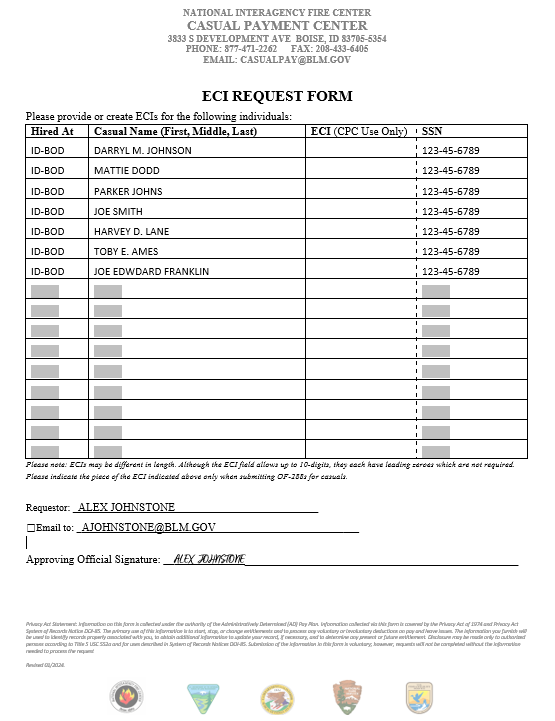 NATIONAL INTERAGENCY FIRE CENTER
CASUAL PAYMENT CENTER
3833 S DEVELOPMENT AVE BOISE, ID 83705-5354
PHONE: 877-471-2262 FAX: 208-433-6405
EMAIL: CASUALPAY@BLM.GOV
ECI REQUEST FORM
Please provide or create ECIs for the following individuals:
Hired At Casual Name (First, Middle, Last) ECI (CPC Use Only) SSN
ID-BOD DARRYL M. JOHNSON 123-45-6789
ID-BOD MATTIE DODD 123-45-6789
ID-BOD PARKER JOHNS 123-45-6789
ID-BOD JOE SMITH 123-45-6789
ID-BOD HARVEY D. LANE 123-45-6789
ID-BOD TOBY E. AMES 123-45-6789
ID-BOD JOE EDWDARD FRANKLIN 123-45-6789
Please note: ECIs may be different in length. Although the ECI field allows up to 10-digits, they each have leading zeroes which are not required.
Please indicate the piece of the ECI indicated above only when submitting OF-288s for casuals.
Requestor: ALEX JOHNSTONE
☐Email to: AJOHNSTONE@BLM.GOV
Approving Official Signature: ALEX JOHNSTONE
Privacy Act Statement: Information on this form is collected under the authority of the Administratively Determined (AD) Pay Plan. Information collected via this form is covered by the Privacy Act of 1974 and Privacy Act
System of Records Notice DOI-85. The primary use of this information is to start, stop, or change entitlements and to process any voluntary or involuntary deductions on pay and leave issues. The information you furnish will
be used to identify records properly associated with you, to obtain additional information to update your record, if necessary, and to determine any present or future entitlement. Disclosure may be made only to authorized
persons according to Title 5 USC 552a and for uses described in System of Records Notice DOI-85. Submission of the information in this form is voluntary; however, requests will not be completed without the information
needed to process the request
Revised 01/2024.